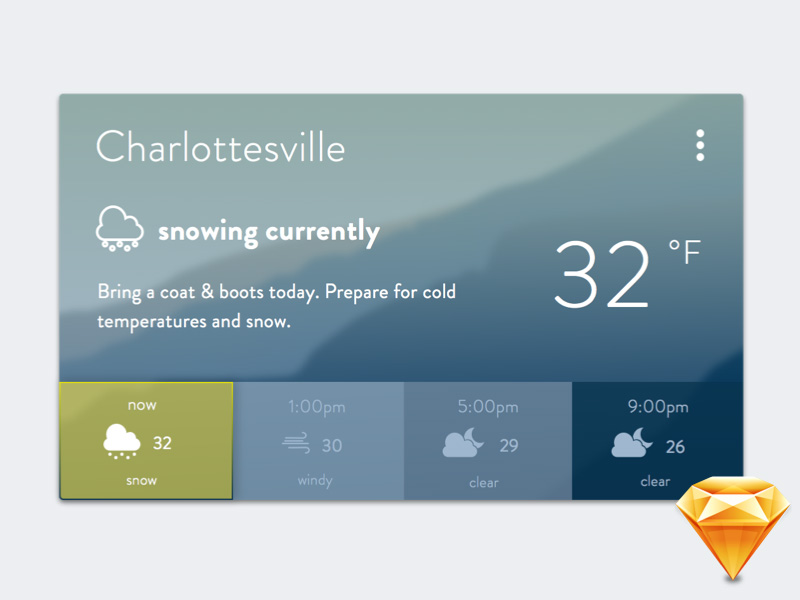 Charlottesville
snowing currently
32 °F
Bring a coat & boots today. Prepare for cold
temperatures and snow.
now
32
snow
1:00pm
30
windy
5:00pm
29
clear
9:00pm
26
clear